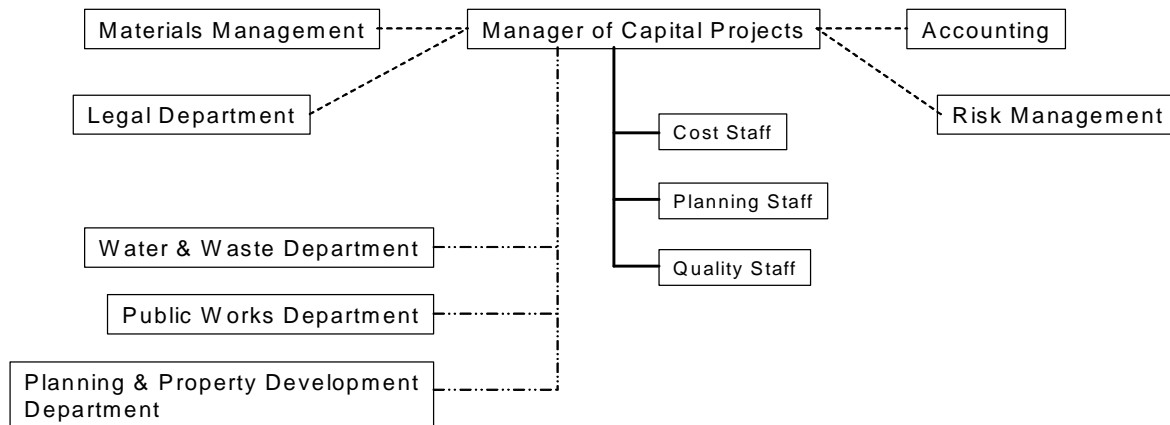 Materials Management
Manager of Capital Projects
Accounting
Legal Department
Risk Management
Cost Staff
Planning Staff
Water & Waste Department
Quality Staff
Public Works Department
Planning & Property Development
Department